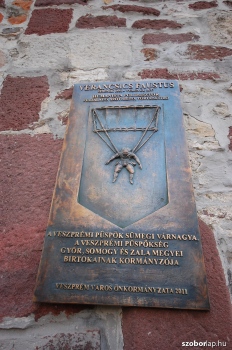 VERANCSICS FAUSTUS
A VESZPRÉMI PÜSPÖK SÜMEGI VÁRNAGYA,
A VESZPRÉMI PÜSPÖKSÉG
GYŐR, SOMOGY ÉS ZALA MEGYEI
BIRTOKAINAK KORMÁNYZÓJA
VESZPRÉM VÁROS ÖNKORMÁNYZATA 2011.
szoborlap.hu